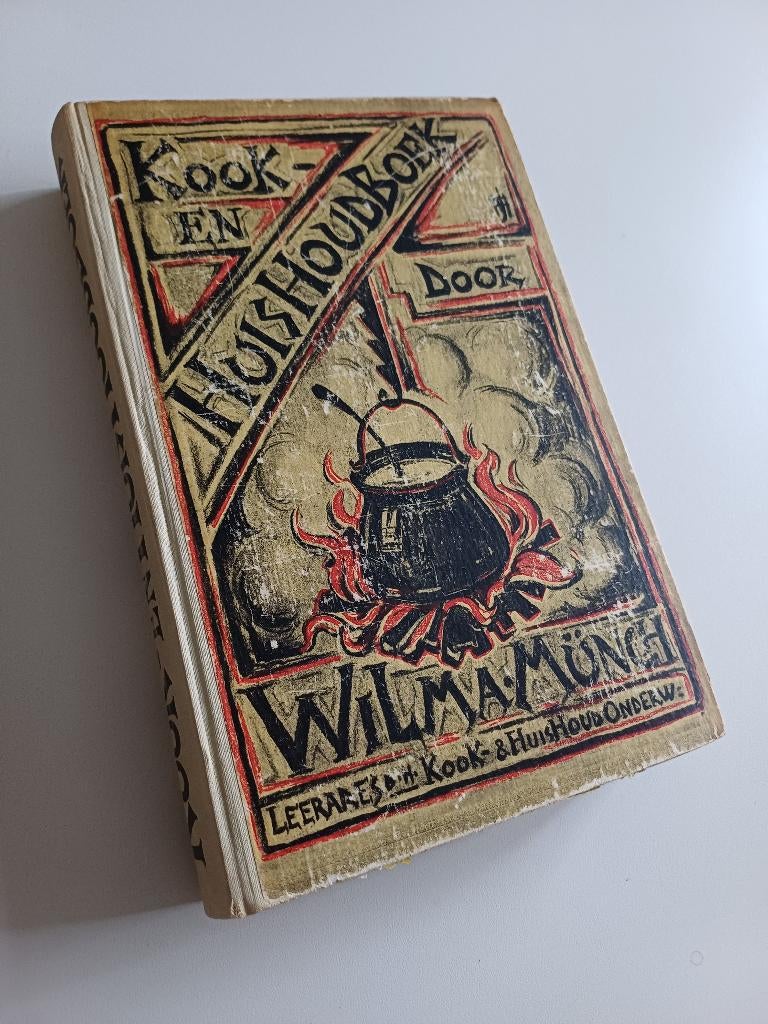 KOOK-
EN
HUISHOUDBOEK
DOOR
WILMA·MÜNCH
LEERARES B.H. KOOK- & HUISHOUD ONDERW: